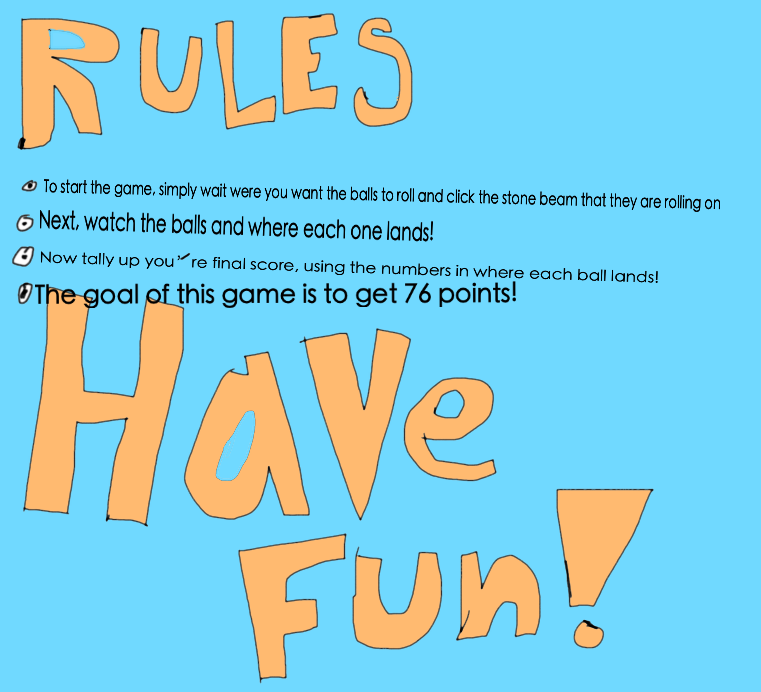 RULES
To start the game, simply wait were you want the balls to roll and click the stone beam that they are rolling on
Next, watch the balls and where each one lands!
Now tally up you're final score, using the numbers in where each ball lands!
The goal of this game is to get 76 points!
HaVe
Fun!